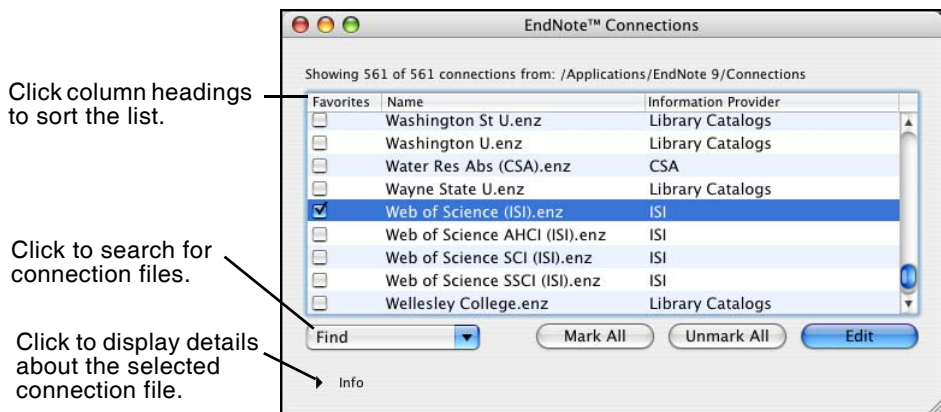 EndNote™ Connections
Showing 561 of 561 connections from: /Applications/EndNote 9/Connections
Click column headings
to sort the list.
Favorites Name Information Provider
Washington St U.enz Library Catalogs
Washington U.enz Library Catalogs
Water Res Abs (CSA).enz CSA
Wayne State U.enz Library Catalogs
Web of Science (ISI).enz ISI
Web of Science AHCI (ISI).enz ISI
Web of Science SCI (ISI).enz ISI
Web of Science SSCI (ISI).enz ISI
Wellesley College.enz Library Catalogs
Click to search for
connection files.
Find Mark All Unmark All Edit
Click to display details
about the selected
connection file.
Info